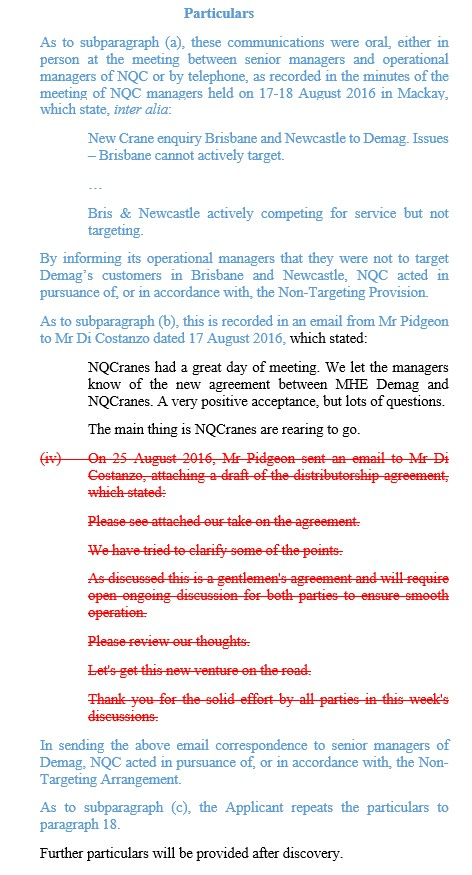 Particulars
As to subparagraph (a), these communications were oral, either in
person at the meeting between senior managers and operational
managers of NQC or by telephone, as recorded in the minutes of the
meeting of NQC managers held on 17-18 August 2016 in Mackay,
which state, inter alia:
New Crane enquiry Brisbane and Newcastle to Demag. Issues
– Brisbane cannot actively target.
...
Bris & Newcastle actively competing for service but not
targeting.
By informing its operational managers that they were not to target
Demag's customers in Brisbane and Newcastle, NQC acted in
pursuance of, or in accordance with, the Non-Targeting Provision.
As to subparagraph (b), this is recorded in an email from Mr Pidgeon
to Mr Di Costanzo dated 17 August 2016, which stated:
NQCranes had a great day of meeting. We let the managers
know of the new agreement between MHE Demag and
NQCranes. A very positive acceptance, but lots of questions.
The main thing is NQCranes are rearing to go.
(iv) On 25 August 2016, Mr Pidgeon sent an email to Mr Di
Costanzo, attaching a draft of the distributorship agreement,
which stated:
Please see attached our take on the agreement.
We have tried to clarify some of the points.
As discussed this is a gentlemen's agreement and will require
open ongoing discussion for both parties to ensure smooth
operation.
Please review our thoughts.
Let's get this new venture on the road.
Thank you for the solid effort by all parties in this week's
discussions.
In sending the above email correspondence to senior managers of
Demag, NQC acted in pursuance of, or in accordance with, the Non-
Targeting Arrangement.
As to subparagraph (c), the Applicant repeats the particulars to
paragraph 18.
Further particulars will be provided after discovery.